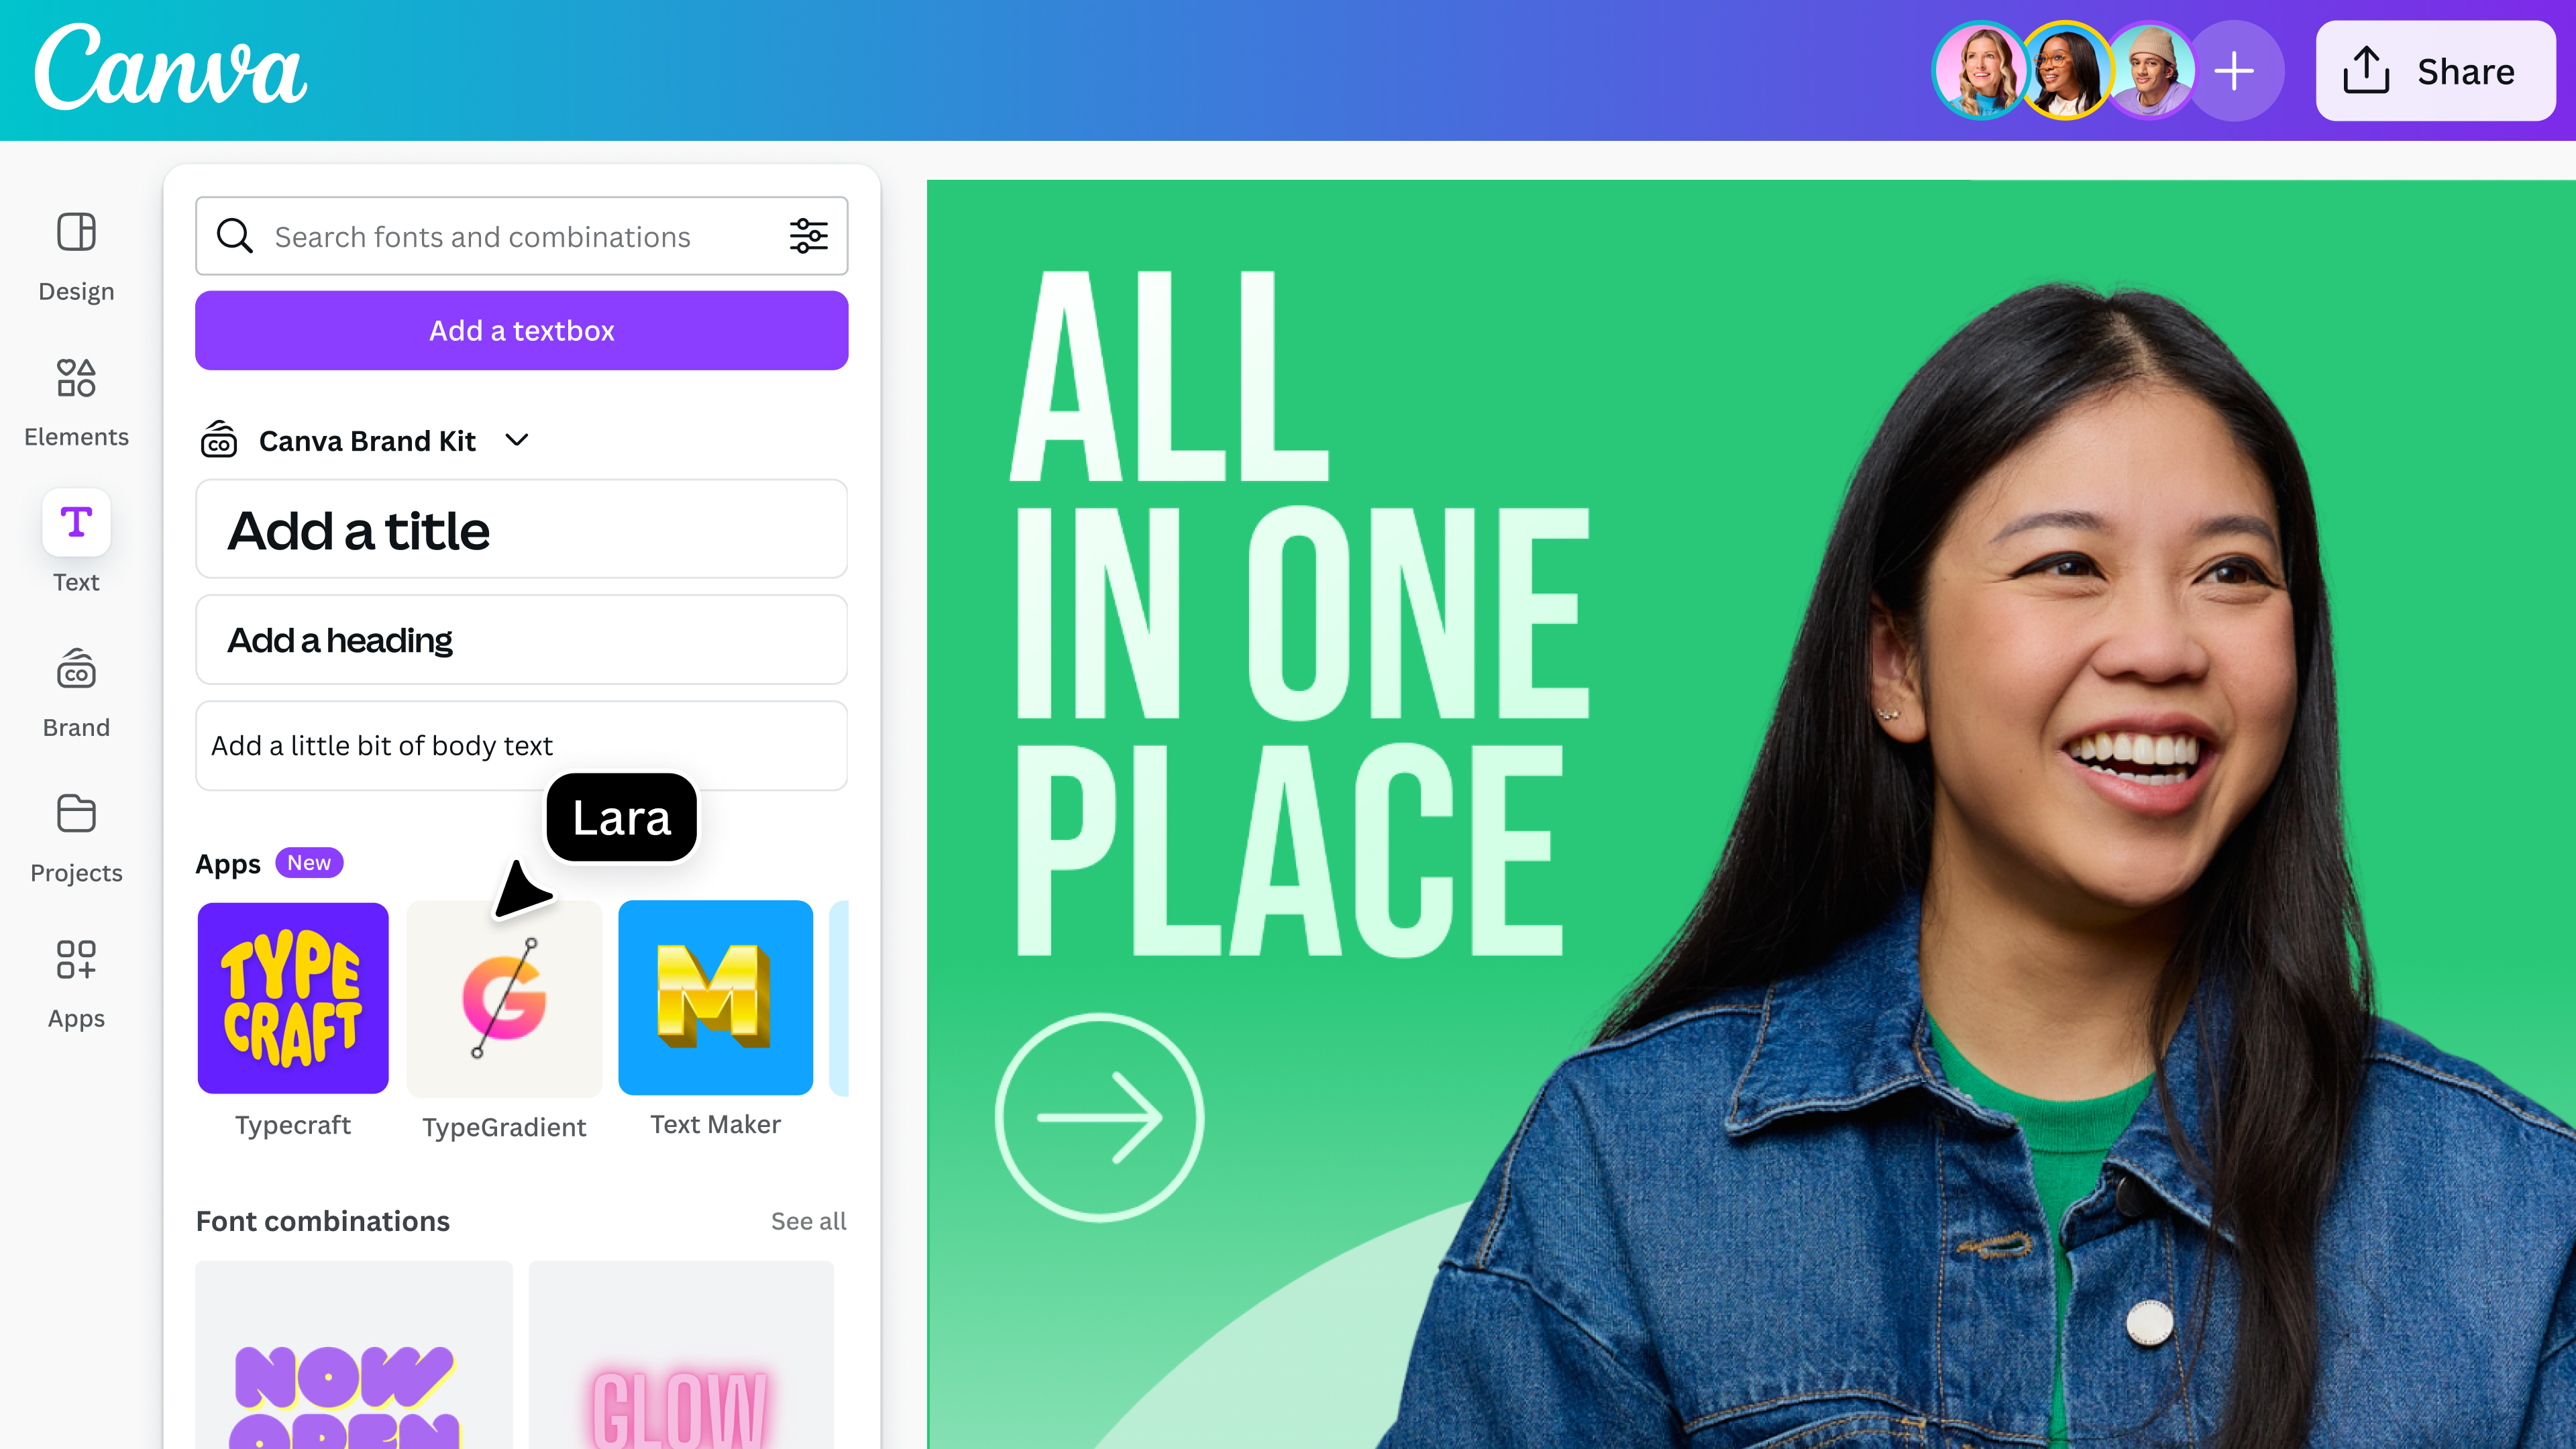 Canva
Share
Design
Elements
Text
Brand
Projects
Apps
Search fonts and combinations
Add a textbox
CO
Canva Brand Kit
Add a title
Add a heading
Add a little bit of body text
Lara
Apps New
TYPE
CRAFT
G
M
Typecraft
TypeGradient
Text Maker
Font combinations
See all
NOW
OPEN
GLOW
ALL
IN ONE
PLACE
CO
T